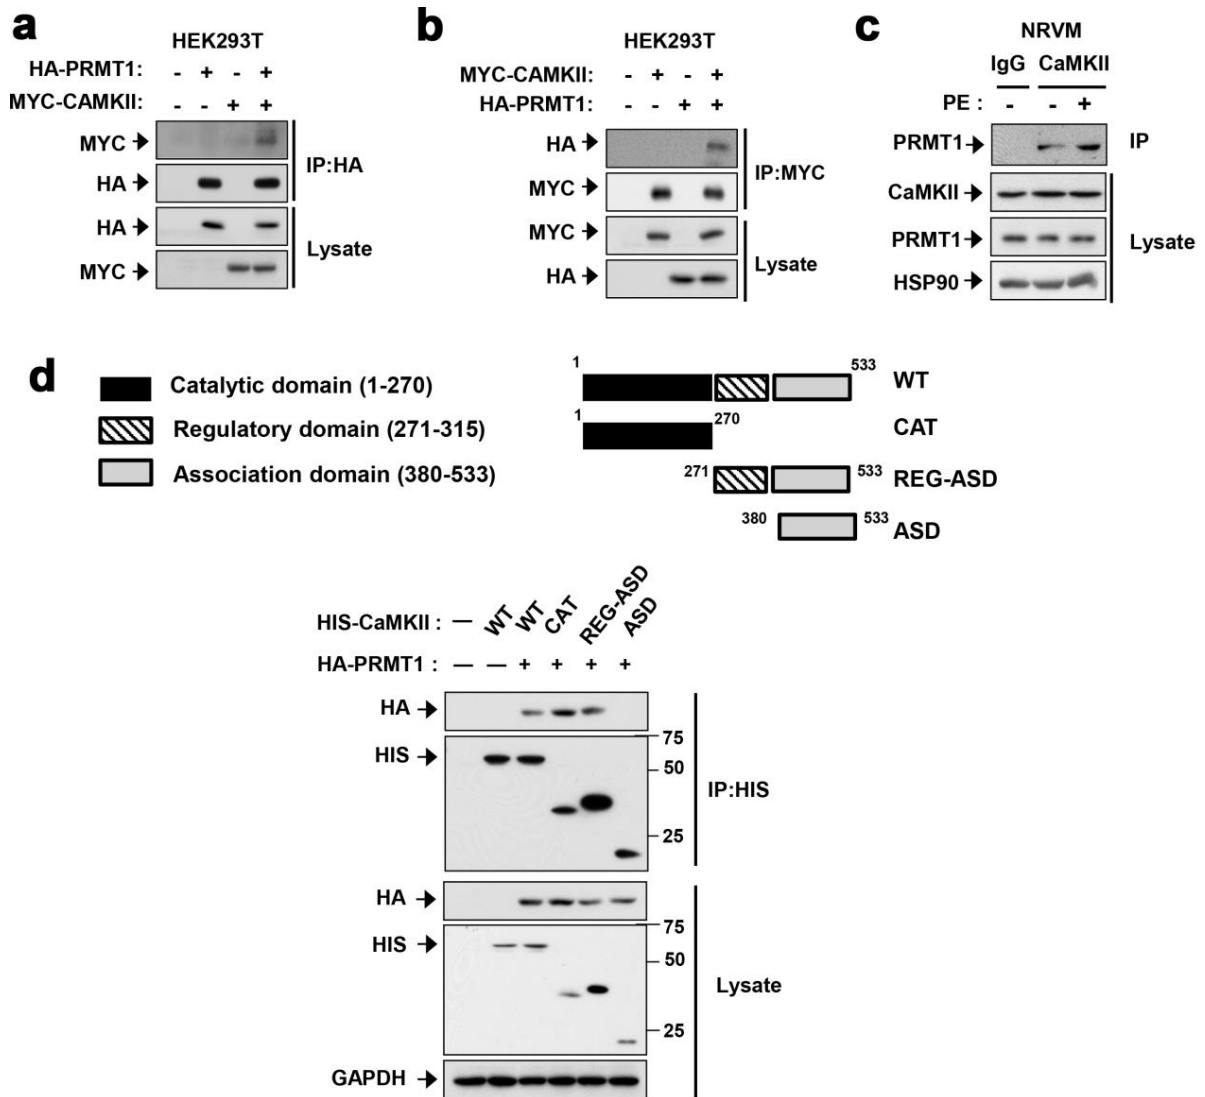 a
HEK293T
HA-PRMT1: - + - +
MYC-CAMKII: - - + +
MYC
HA
IP:HA
HA
MYC
Lysate
b
HEK293T
MYC-CAMKII: - + - +
HA-PRMT1: - - + +
HA
MYC
IP:MYC
MYC
HA
Lysate
c
NRVM
IgG CaMKII
PE : - - +
PRMT1
IP
CaMKII
PRMT1
HSP90
Lysate
d
Catalytic domain (1-270)
Regulatory domain (271-315)
Association domain (380-533)
1 533 WT
1 270 CAT
271 533 REG-ASD
380 533 ASD
HIS-CaMKII : — WT WT CAT REG-ASD ASD
HA-PRMT1 : — — + + + +
HA
HIS
75
50
25
IP:HIS
HA
HIS
75
50
25
Lysate
GAPDH